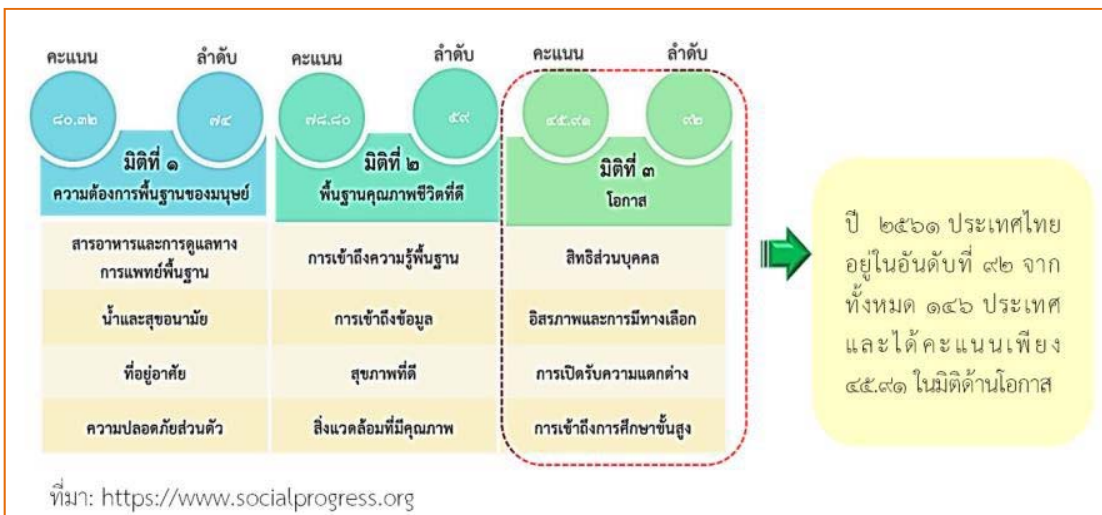 คะแนน ลำดับ
๘๐.๓๒ ๗๔
มิติที่ ๑
ความต้องการพื้นฐานของมนุษย์
สารอาหารและการดูแลทาง
การแพทย์พื้นฐาน
น้ำและสุขอนามัย
ที่อยู่อาศัย
ความปลอดภัยส่วนตัว
คะแนน ลำดับ
๗๘.๘๐ ๕๙
มิติที่ ๒
พื้นฐานคุณภาพชีวิตที่ดี
การเข้าถึงความรู้พื้นฐาน
การเข้าถึงข้อมูล
สุขภาพที่ดี
สิ่งแวดล้อมที่มีคุณภาพ
คะแนน ลำดับ
๔๕.๙๑ ๙๒
มิติที่ ๓
โอกาส
สิทธิส่วนบุคคล
อิสรภาพและการมีทางเลือก
การเปิดรับความแตกต่าง
การเข้าถึงการศึกษาขั้นสูง
ปี ๒๕๖๑ ประเทศไทย
อยู่ในอันดับที่ ๙๒ จาก
ทั้งหมด ๑๔๖ ประเทศ
และได้คะแนนเพียง
๔๕.๙๑ ในมิติด้านโอกาส
ที่มา: https://www.socialprogress.org